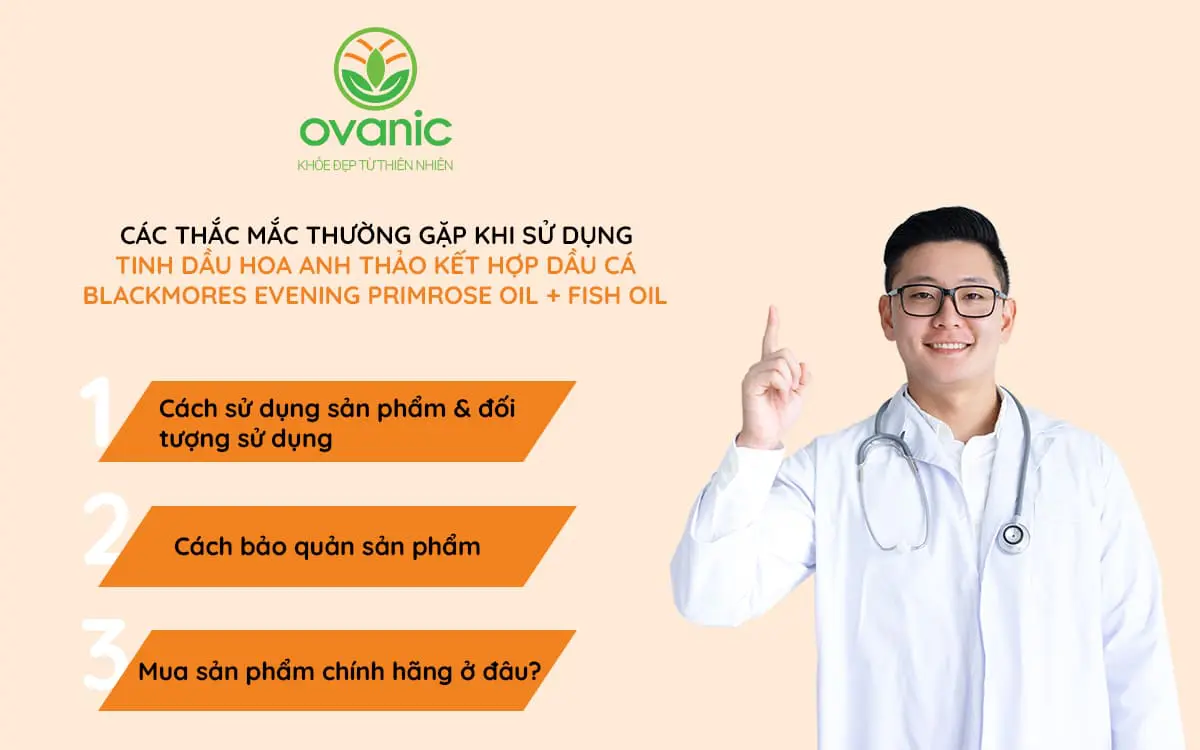 ovanic
KHỎE ĐẸP TỪ THIÊN NHIÊN
CÁC THẮC MẮC THƯỜNG GẶP KHI SỬ DỤNG
TINH DẦU HOA ANH THẢO KẾT HỢP DẦU CÁ
BLACKMORES EVENING PRIMROSE OIL + FISH OIL
1
Cách sử dụng sản phẩm & đối
tượng sử dụng
2
Cách bảo quản sản phẩm
3
Mua sản phẩm chính hãng ở đâu?